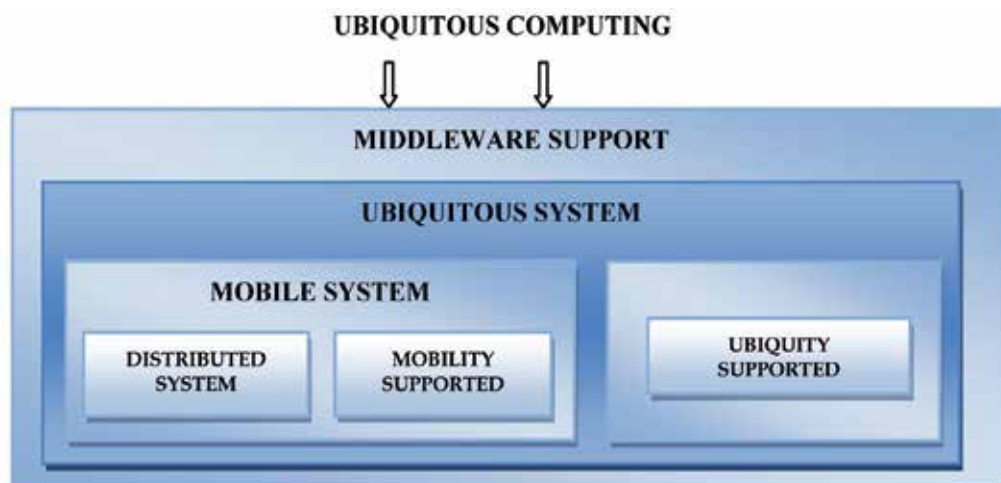 UBIQUITOUS COMPUTING
MIDDLEWARE SUPPORT
UBIQUITOUS SYSTEM
MOBILE SYSTEM
DISTRIBUTED
SYSTEM
MOBILITY
SUPPORTED
UBIQUITY
SUPPORTED